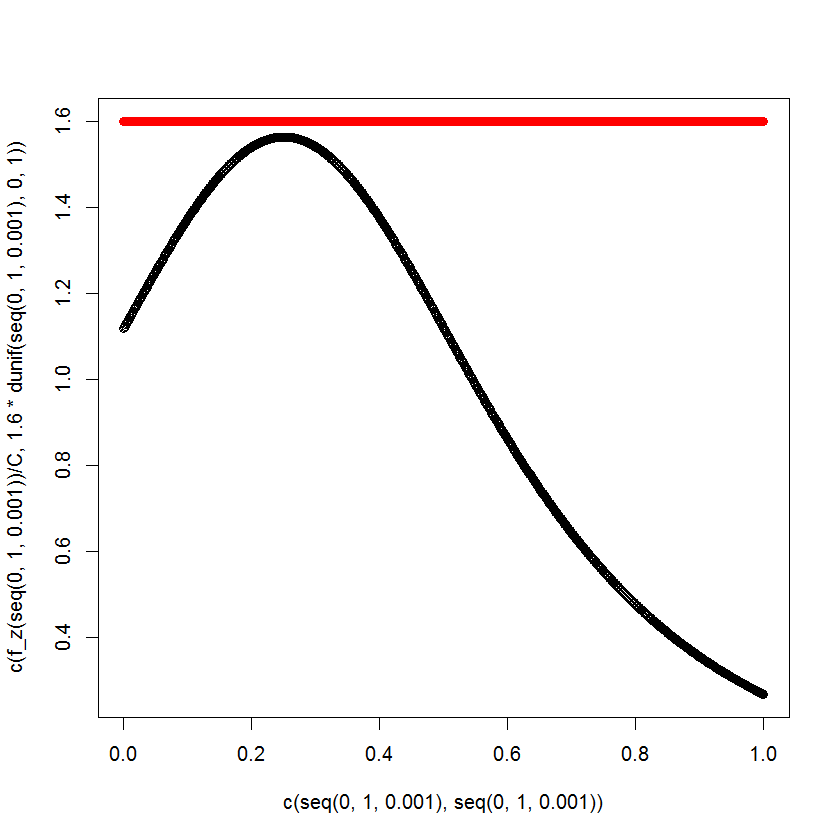 c(f_z(seq(0, 1, 0.001))/C, 1.6 * dunif(seq(0, 1, 0.001), 0, 1))
1.6
1.4
1.2
1.0
0.8
0.6
0.4
0.0 0.2 0.4 0.6 0.8 1.0
c(seq(0, 1, 0.001), seq(0, 1, 0.001))